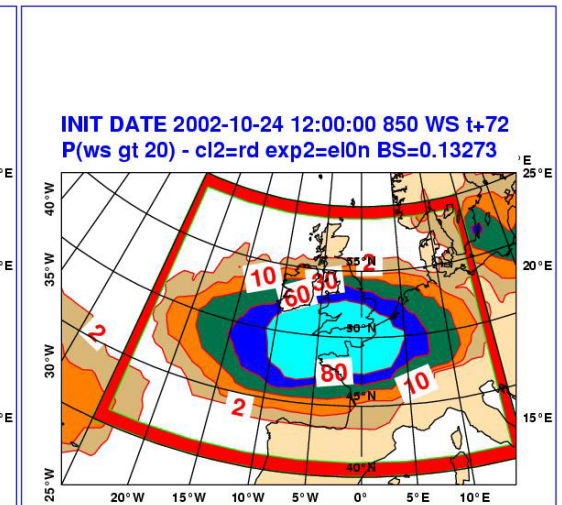 INIT DATE 2002-10-24 12:00:00 850 WS t+72
P(ws gt 20) - cl2=rd exp2=el0n BS=0.13273
°E
25°E
40°W
°E
35°W
10
30
55°N
2
20°E
60
2
50°N
30°W
80
10
2
45°N
°E
15°E
40°N
25°W
20°W
15°W
10°W
5°W
0°
5°E
10°E